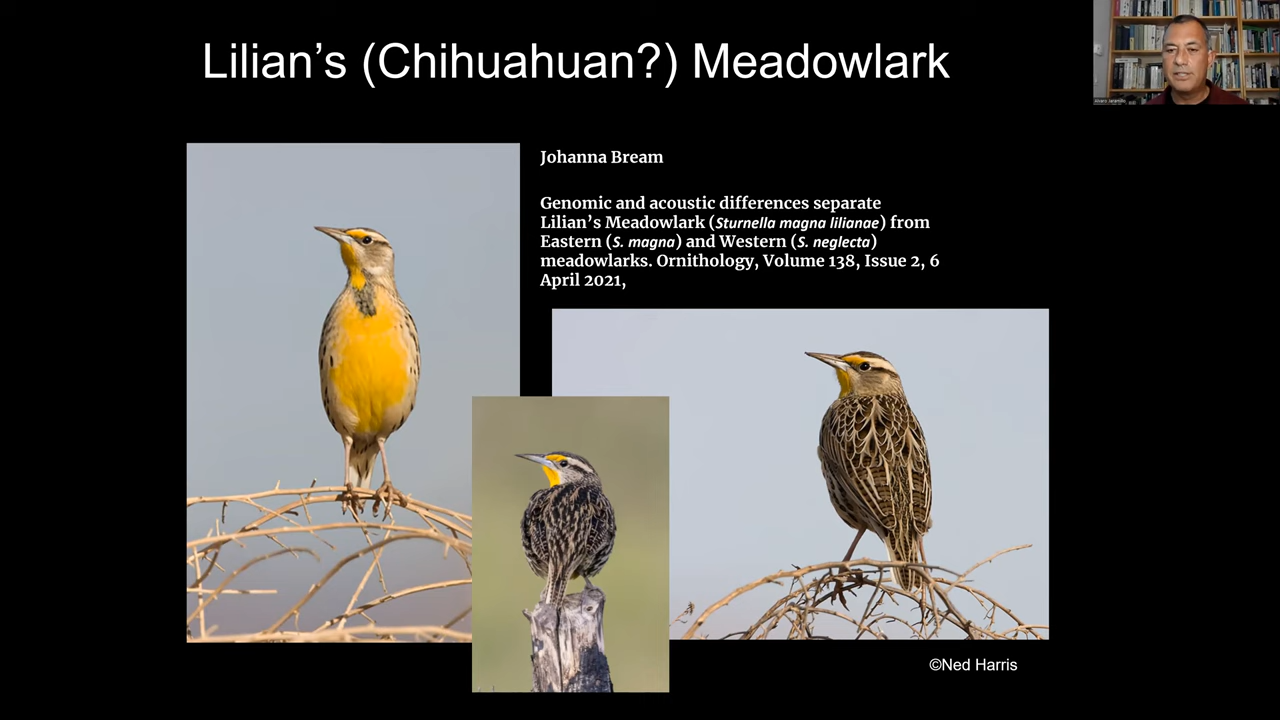 Lilian’s (Chihuahuan?) Meadowlark
Johanna Bream
Genomic and acoustic differences separate
Lilian’s Meadowlark (Sturnella magna lilianae) from
Eastern (S. magna) and Western (S. neglecta)
meadowlarks. Ornithology, Volume 138, Issue 2, 6
April 2021,
©Ned Harris